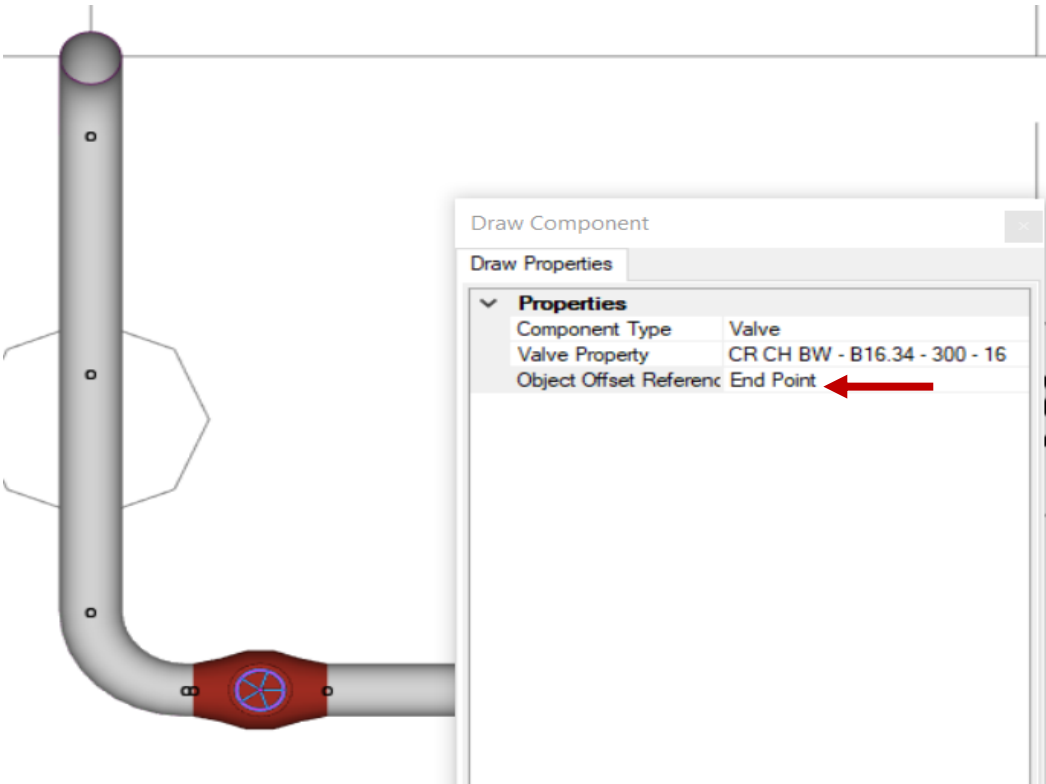 Draw Component
Draw Properties
Properties
Component Type Valve
Valve Property CR CH BW - B16.34 - 300 - 16
Object Offset Referenc End Point